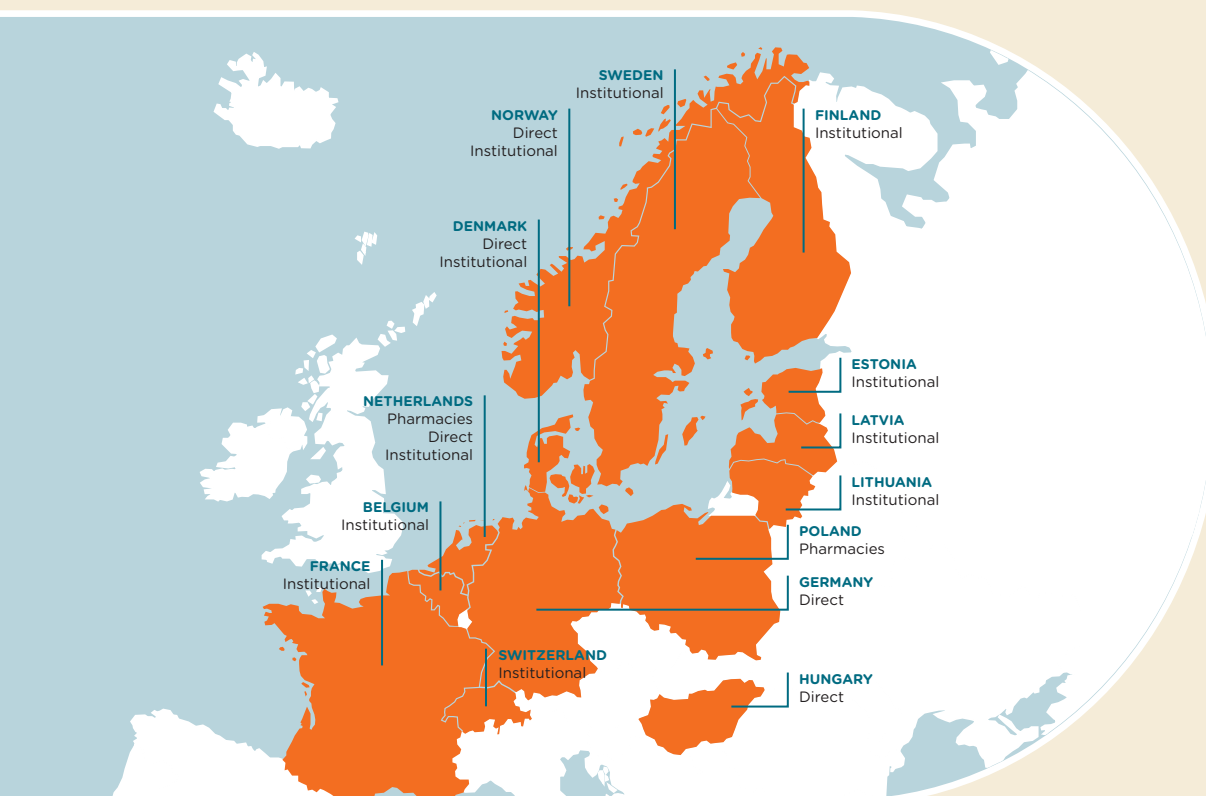 SWEDEN
Institutional
NORWAY
Direct
Institutional
FINLAND
Institutional
DENMARK
Direct
Institutional
ESTONIA
Institutional
NETHERLANDS
Pharmacies
Direct
Institutional
LATVIA
Institutional
LITHUANIA
Institutional
BELGIUM
Institutional
POLAND
Pharmacies
FRANCE
Institutional
GERMANY
Direct
SWITZERLAND
Institutional
HUNGARY
Direct